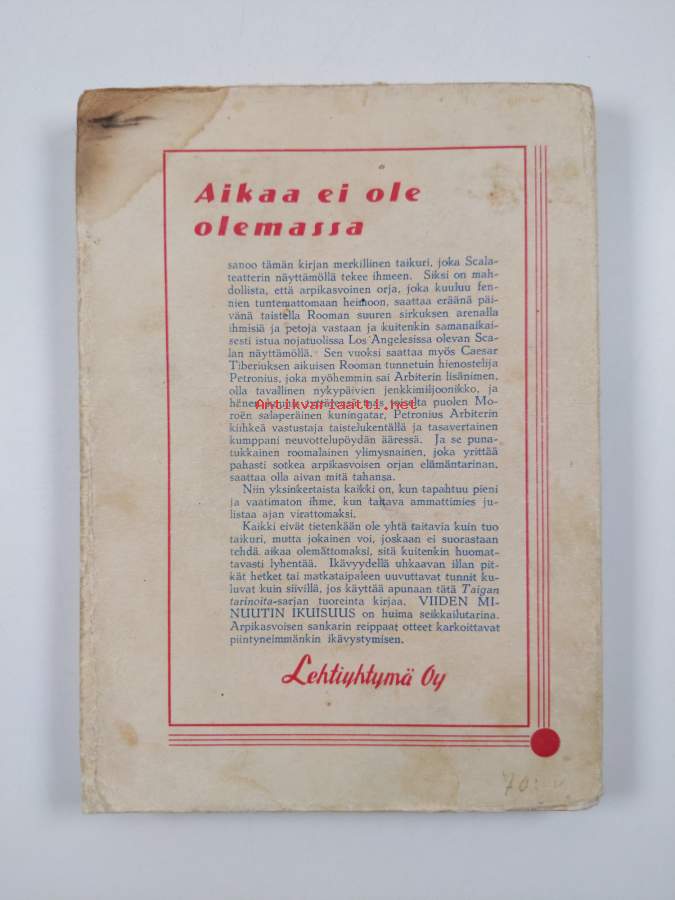 Aikaa ei ole
olemassa
sanoo tämän kirjan merkillinen taikuri, joka Scala-
teatterin näyttämöllä tekee ihmeen. Siksi on mah-
dollista, että arpikasvoinen orja, joka kuuluu fen-
nien tuntemattomaan heimoon, saattaa eräänä päi-
vänä taistella Rooman suuren sirkuksen arenalla
ihmisiä ja petoja vastaan ja kuitenkin samanaikai-
sesti istua nojatuolissa Los Angelesissa olevan Sca-
lan näyttämöllä. Sen vuoksi saattaa myös Caesar
Tiberiuksen aikuisen Rooman tunnetuin hienostelija
Petronius, joka myöhemmin sai Arbiterin lisänimen,
olla tavallinen nykypäivien jenkkimiljoonikko, ja
toiselta puolen Mo-
Antikvariaatti.net
roën salaperäinen kuningatar, Petronius Arbiterin
kiihkeä vastustaja taistelukentällä ja tasavertainen
kumppani neuvottelupöydän ääressä. Ja se puna-
tukkainen roomalainen ylimysnainen, joka yrittää
pahasti sotkea arpikasvoisen orjan elämäntarinan,
saattaa olla aivan mitä tahansa.
Niin yksinkertaista kaikki on, kun tapahtuu pieni
ja vaatimaton ihme, kun taitava ammattimies ju-
listaa ajan virattomaksi.
Kaikki eivät tietenkään ole yhtä taitavia kuin tuo
taikuri, mutta jokainen voi, joskaan ei suorastaan
tehdä aikaa olemattomaksi, sitä kuitenkin huomat-
tavasti lyhentää. Ikävyydellä uhkaavan illan pit-
kät hetket tai matkataipaleen uuvuttavat tunnit ku-
luvat kuin siivillä, jos käyttää apunaan tätä Taigan
tarinoita-sarjan tuoreinta kirjaa. VIIDEN MI-
NUUTIN IKUISUUS on huima seikkailutarina.
Arpikasvoisen sankarin reippaat otteet karkoittavat
piintyneimmänkin ikävystymisen.
Lehtiyhtymä Oy
70:-